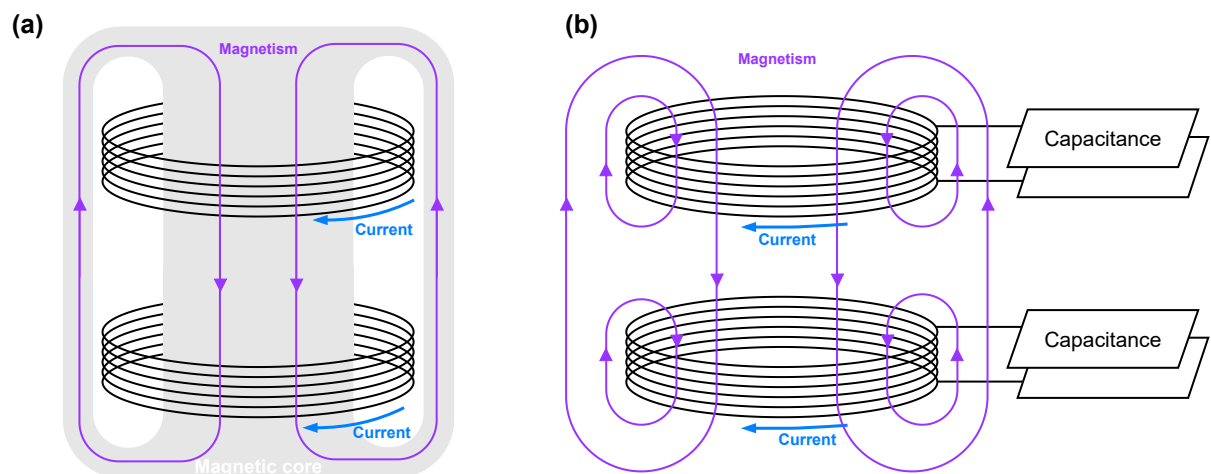 (a)
Magnetism
Current
Current
Magnetic core
(b)
Magnetism
Capacitance
Current
Capacitance
Current